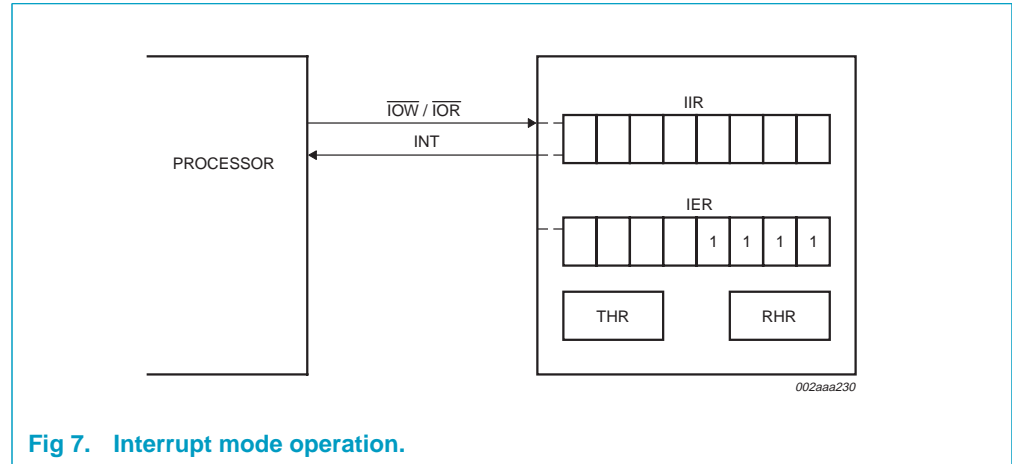 IIR
IOW / IOR
INT
PROCESSOR
IER
1 1 1 1
THR RHR
002aaa230
Fig 7. Interrupt mode operation.